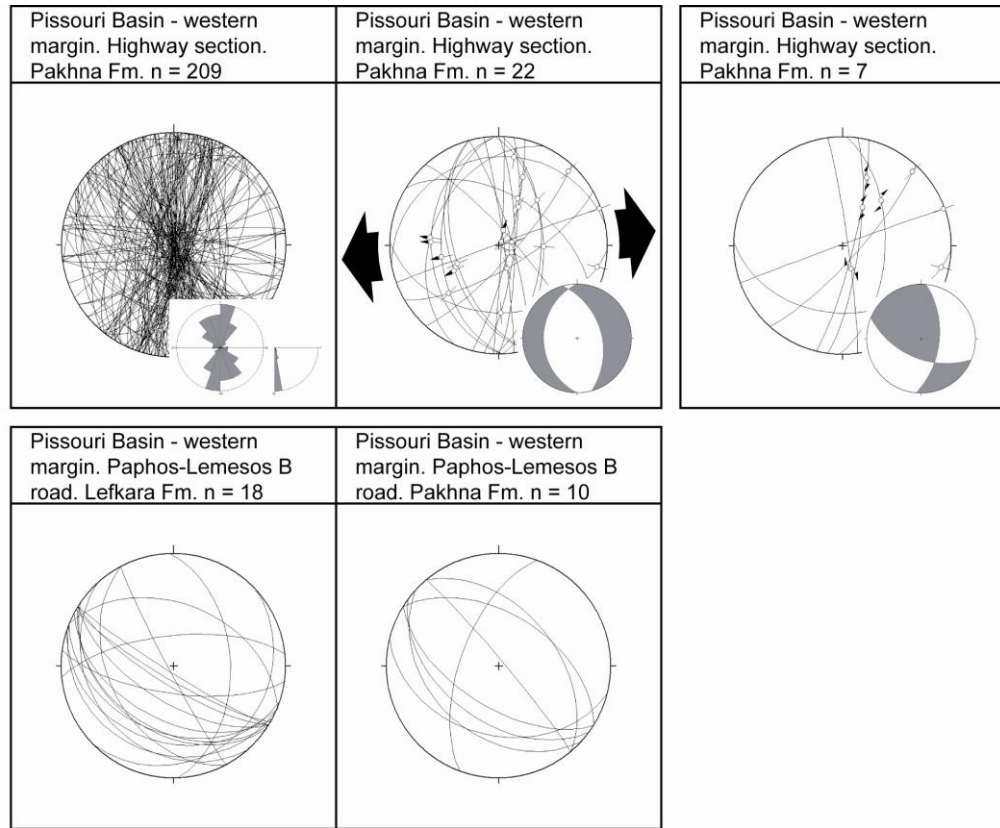 Pissouri Basin - western
margin. Highway section.
Pakhna Fm. n = 209
Pissouri Basin - western
margin. Highway section.
Pakhna Fm. n = 22
Pissouri Basin - western
margin. Highway section.
Pakhna Fm. n = 7
Pissouri Basin - western
margin. Paphos-Lemesos B
road. Lefkara Fm. n = 18
Pissouri Basin - western
margin. Paphos-Lemesos B
road. Pakhna Fm. n = 10